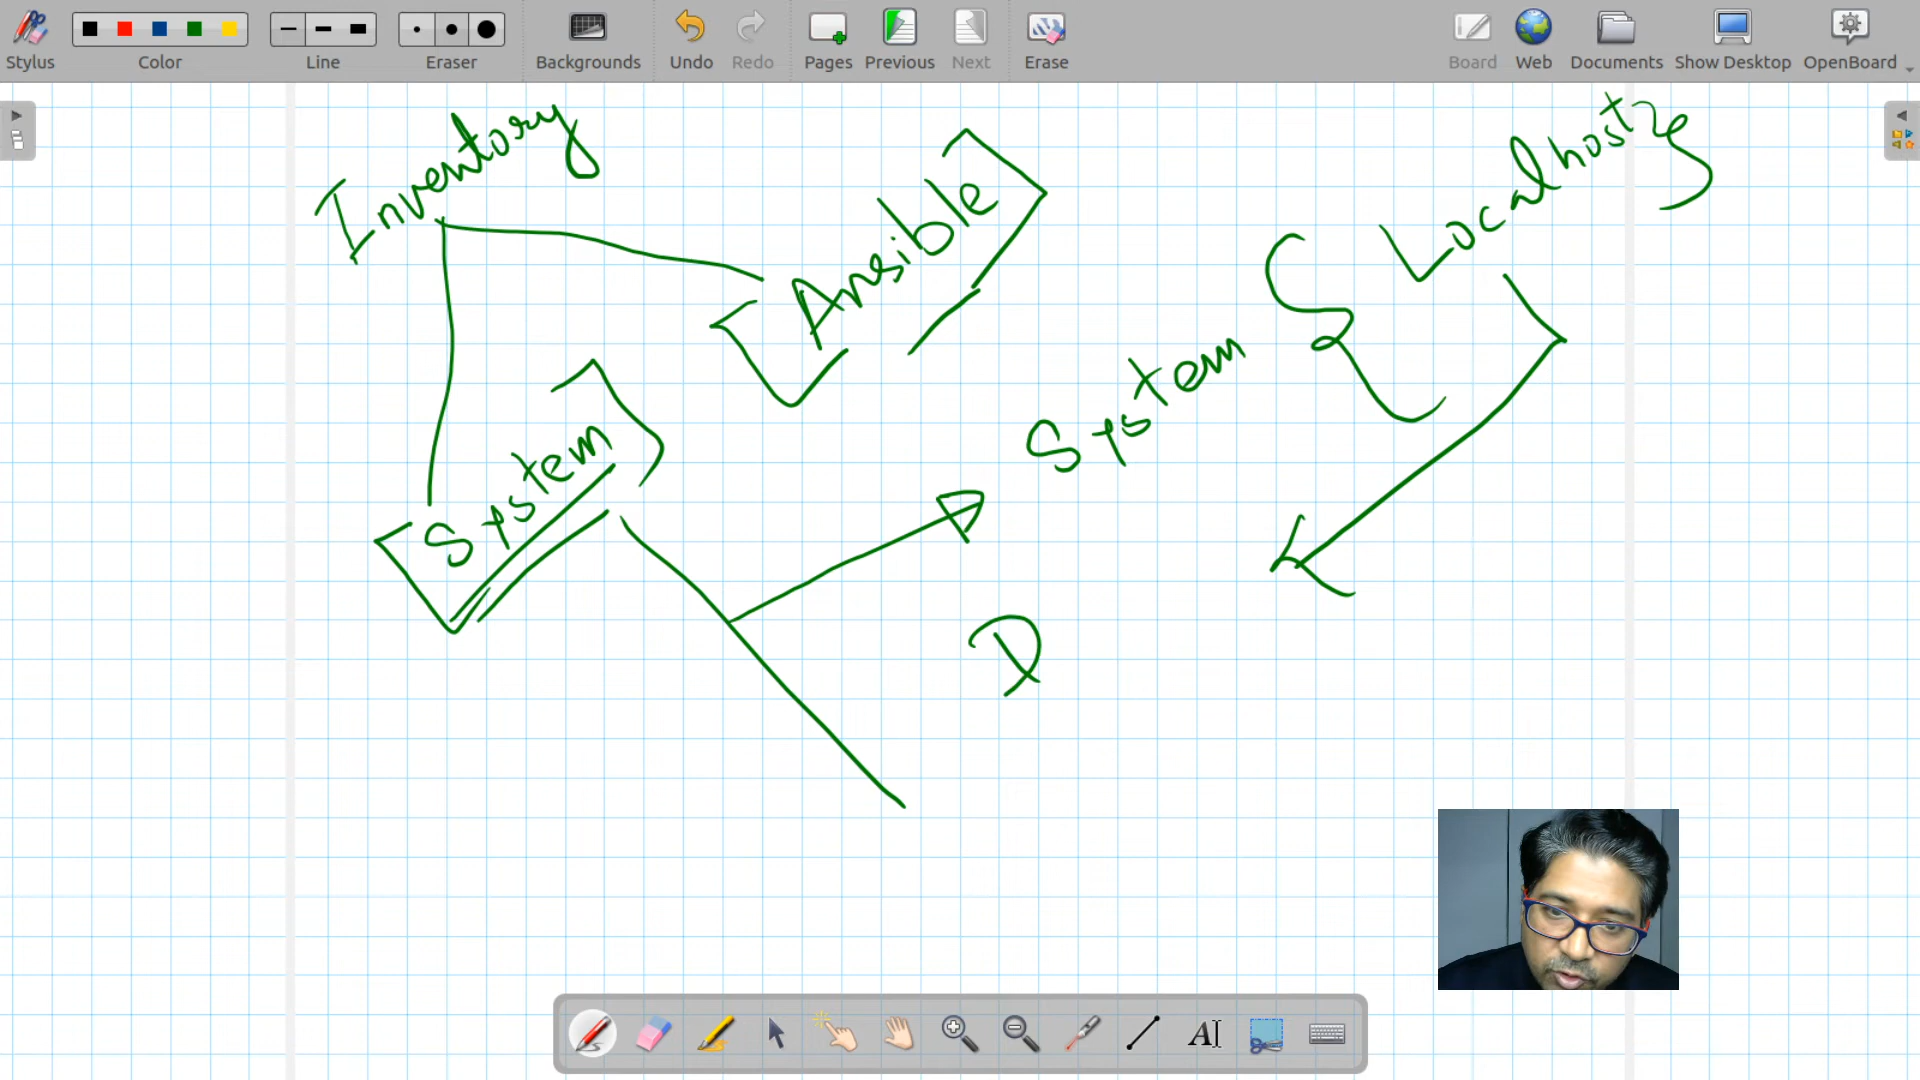 Stylus
Color
Line
Eraser
Backgrounds
Undo
Redo
Pages
Previous
Next
Erase
Board
Web
Documents
Show Desktop
OpenBoard
Inventory
Ansible
{ Localhost }
System
System
D
A